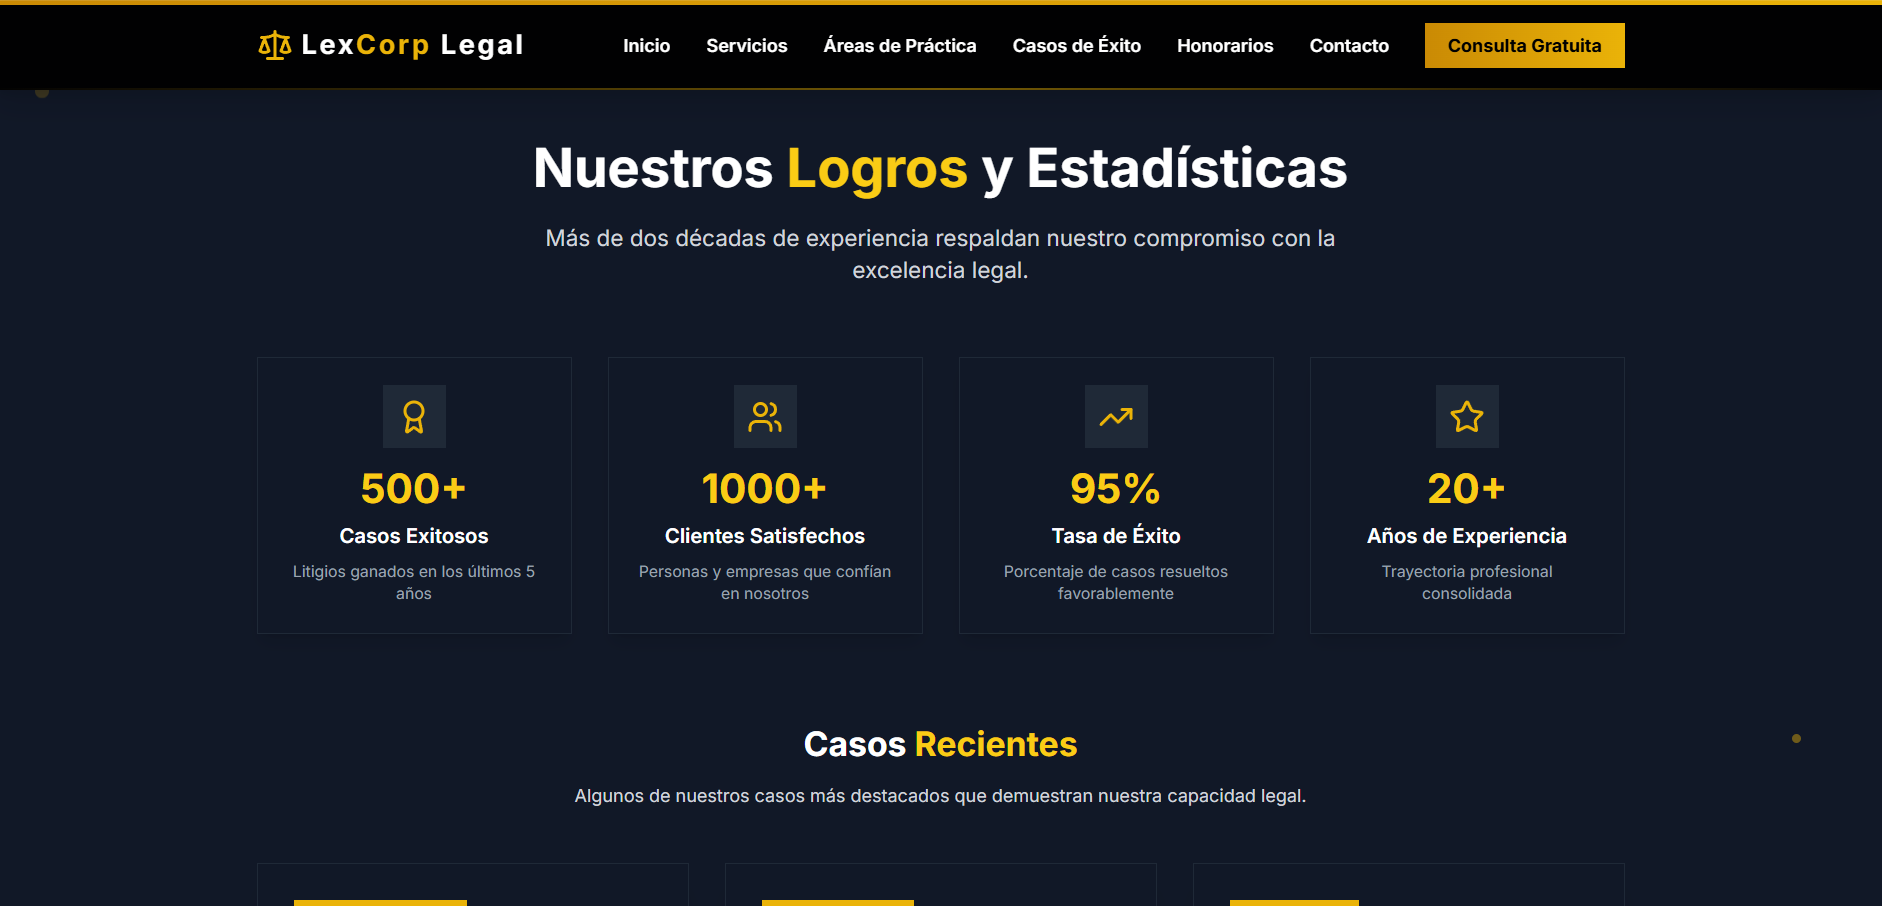 LexCorp Legal
Inicio
Servicios
Áreas de Práctica
Casos de Éxito
Honorarios
Contacto
Consulta Gratuita
Nuestros Logros y Estadísticas
Más de dos décadas de experiencia respaldan nuestro compromiso con la
excelencia legal.
500+
Casos Exitosos
Litigios ganados en los últimos 5
años
1000+
Clientes Satisfechos
Personas y empresas que confían
en nosotros
95%
Tasa de Éxito
Porcentaje de casos resueltos
favorablemente
20+
Años de Experiencia
Trayectoria profesional
consolidada
Casos Recientes
Algunos de nuestros casos más destacados que demuestran nuestra capacidad legal.